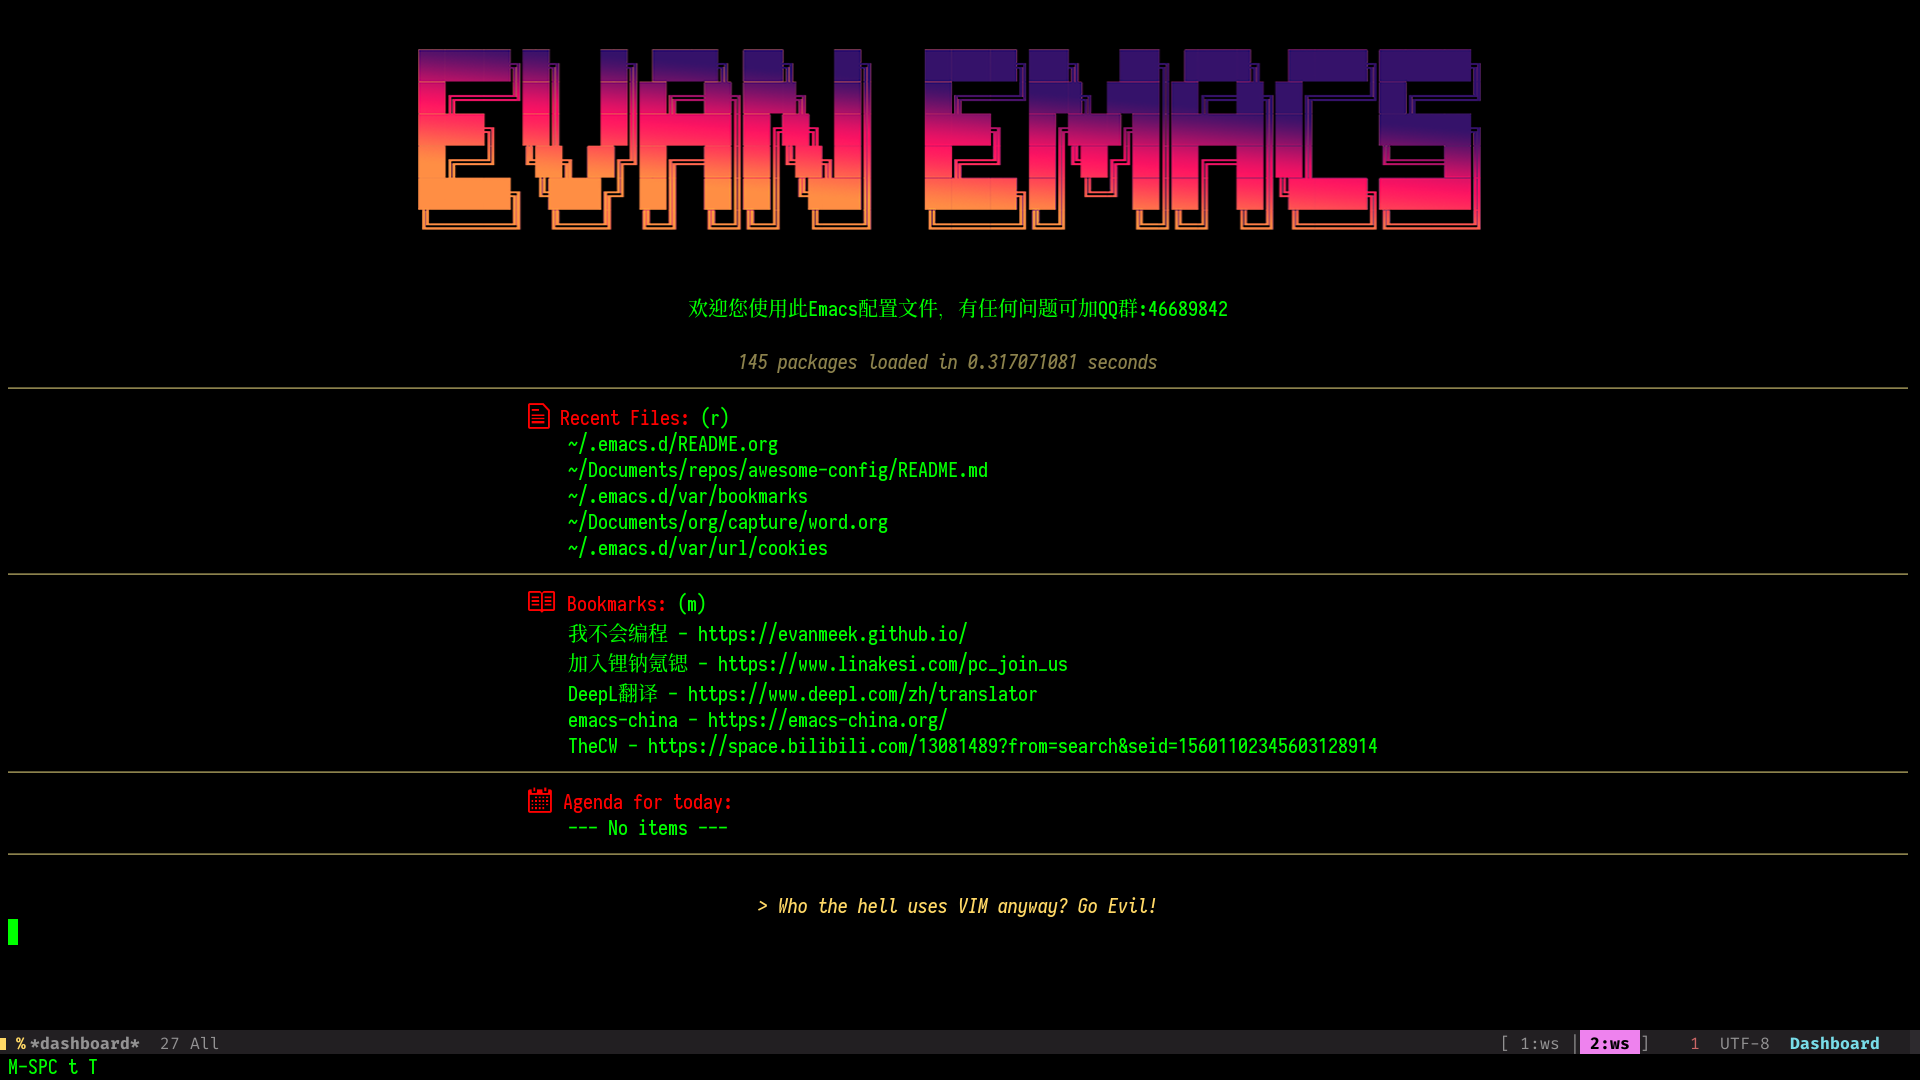 EVAN EMACS
欢迎您使用此Emacs配置文件, 有任何问题可加QQ群:46689842
145 packages loaded in 0.317071081 seconds
Recent Files: (r)
~/.emacs.d/README.org
~/Documents/repos/awesome-config/README.md
~/.emacs.d/var/bookmarks
~/Documents/org/capture/word.org
~/.emacs.d/var/url/cookies
Bookmarks: (m)
我不会编程 - https://evanmeek.github.io/
加入锂钠氪锶 - https://www.linakesi.com/pc_join_us
DeepL翻译 - https://www.deepl.com/zh/translator
emacs-china - https://emacs-china.org/
TheCW - https://space.bilibili.com/13081489?from=search&seid=15601102345603128914
Agenda for today:
--- No items ---
> Who the hell uses VIM anyway? Go Evil!
% *dashboard* 27 All [ 1:ws | 2:ws ] 1 UTF-8 Dashboard
M-SPC t T